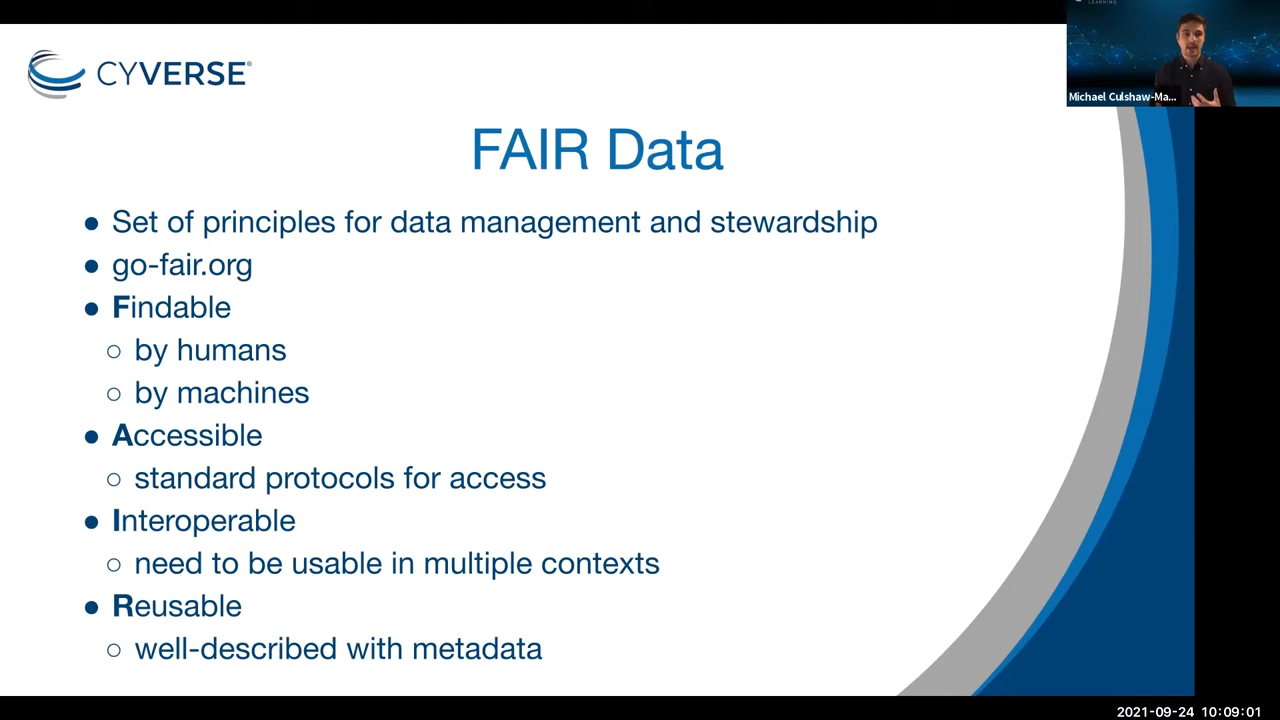 LEARNING
CYVERSE®
Michael Culshaw-Ma...
FAIR Data
● Set of principles for data management and stewardship
● go-fair.org
● Findable
○ by humans
○ by machines
● Accessible
○ standard protocols for access
● Interoperable
○ need to be usable in multiple contexts
● Reusable
○ well-described with metadata
2021-09-24 10:09:01